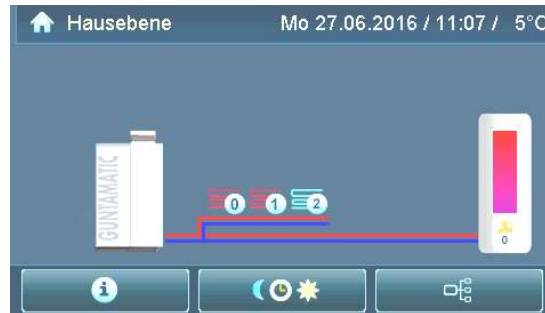 Hausebene
Mo 27.06.2016 / 11:07 / 5°C
GUNTAMATIC
0 1 2
0
i